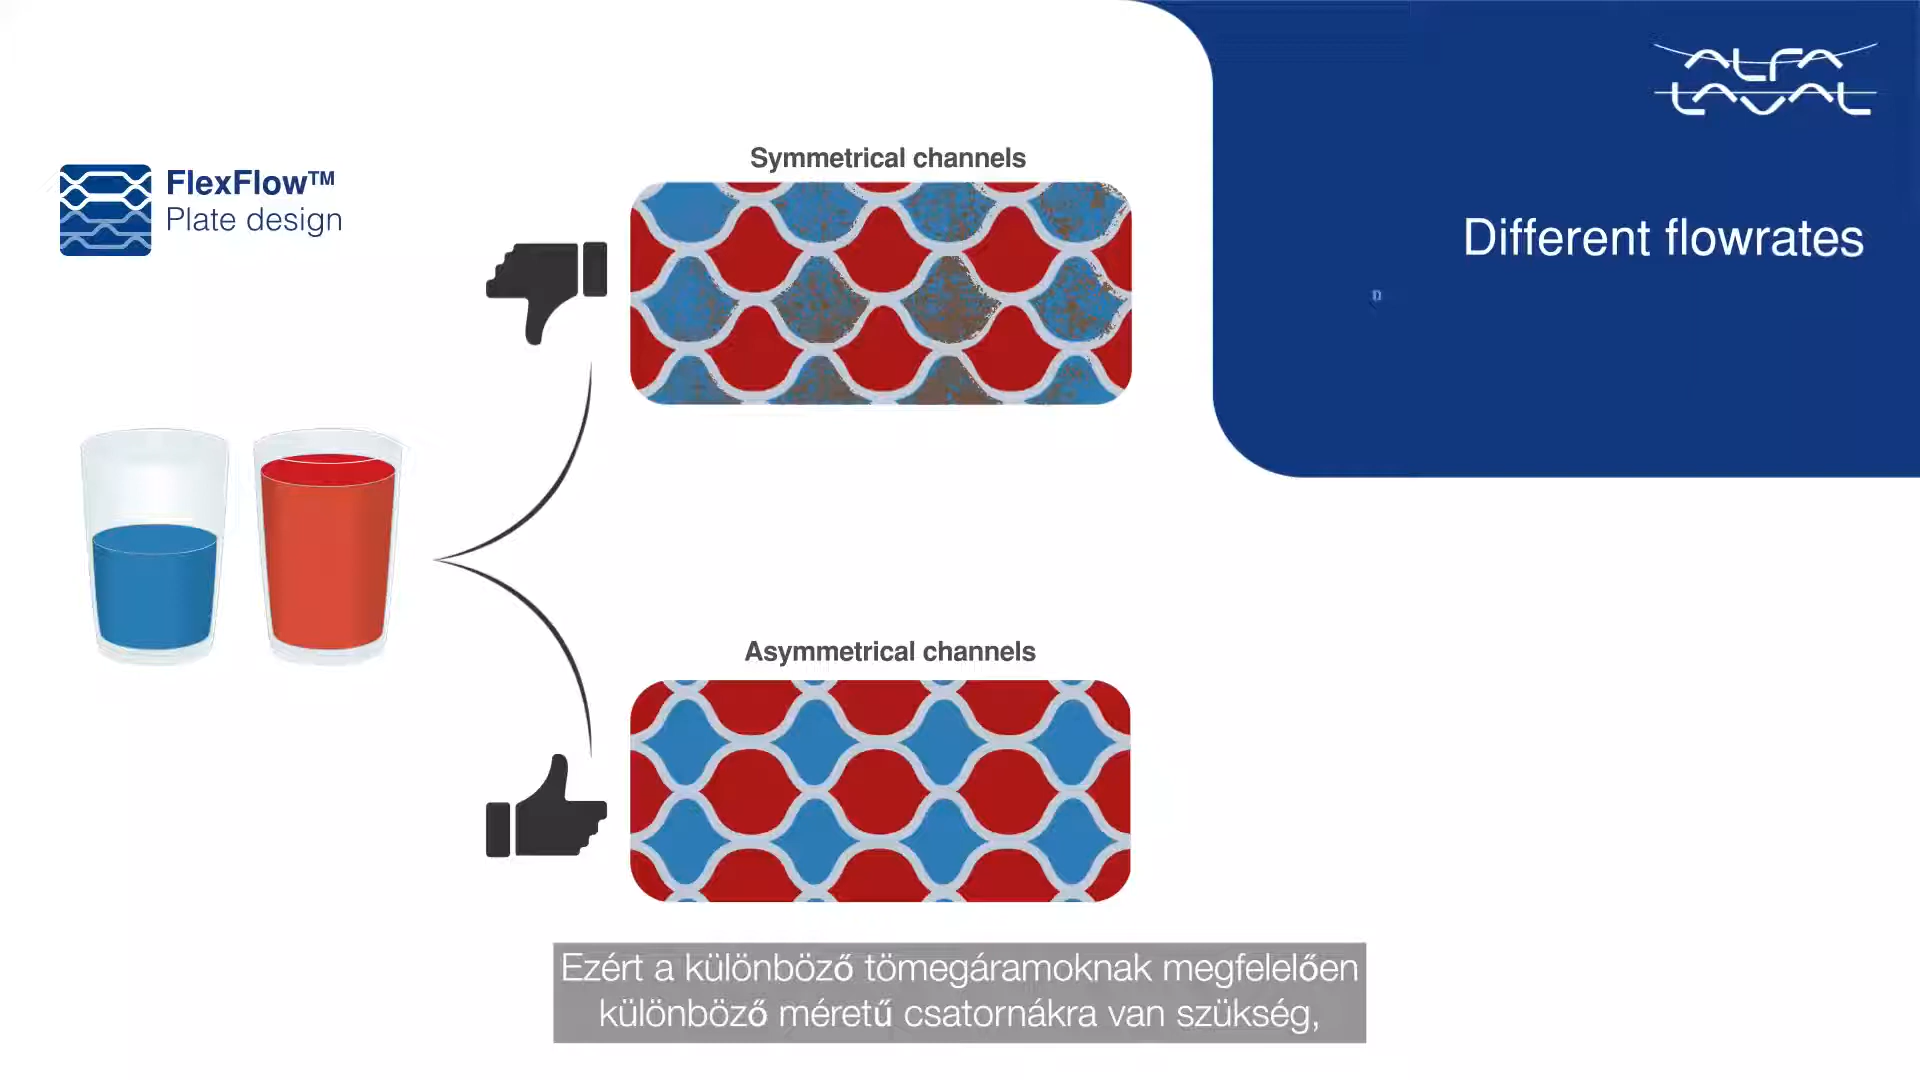 ALFA
LAVAL
FlexFlow™
Plate design
Symmetrical channels
Different flowrates
Asymmetrical channels
Ezért a különböző tömegáramoknak megfelelően
különböző méretű csatornákra van szükség,